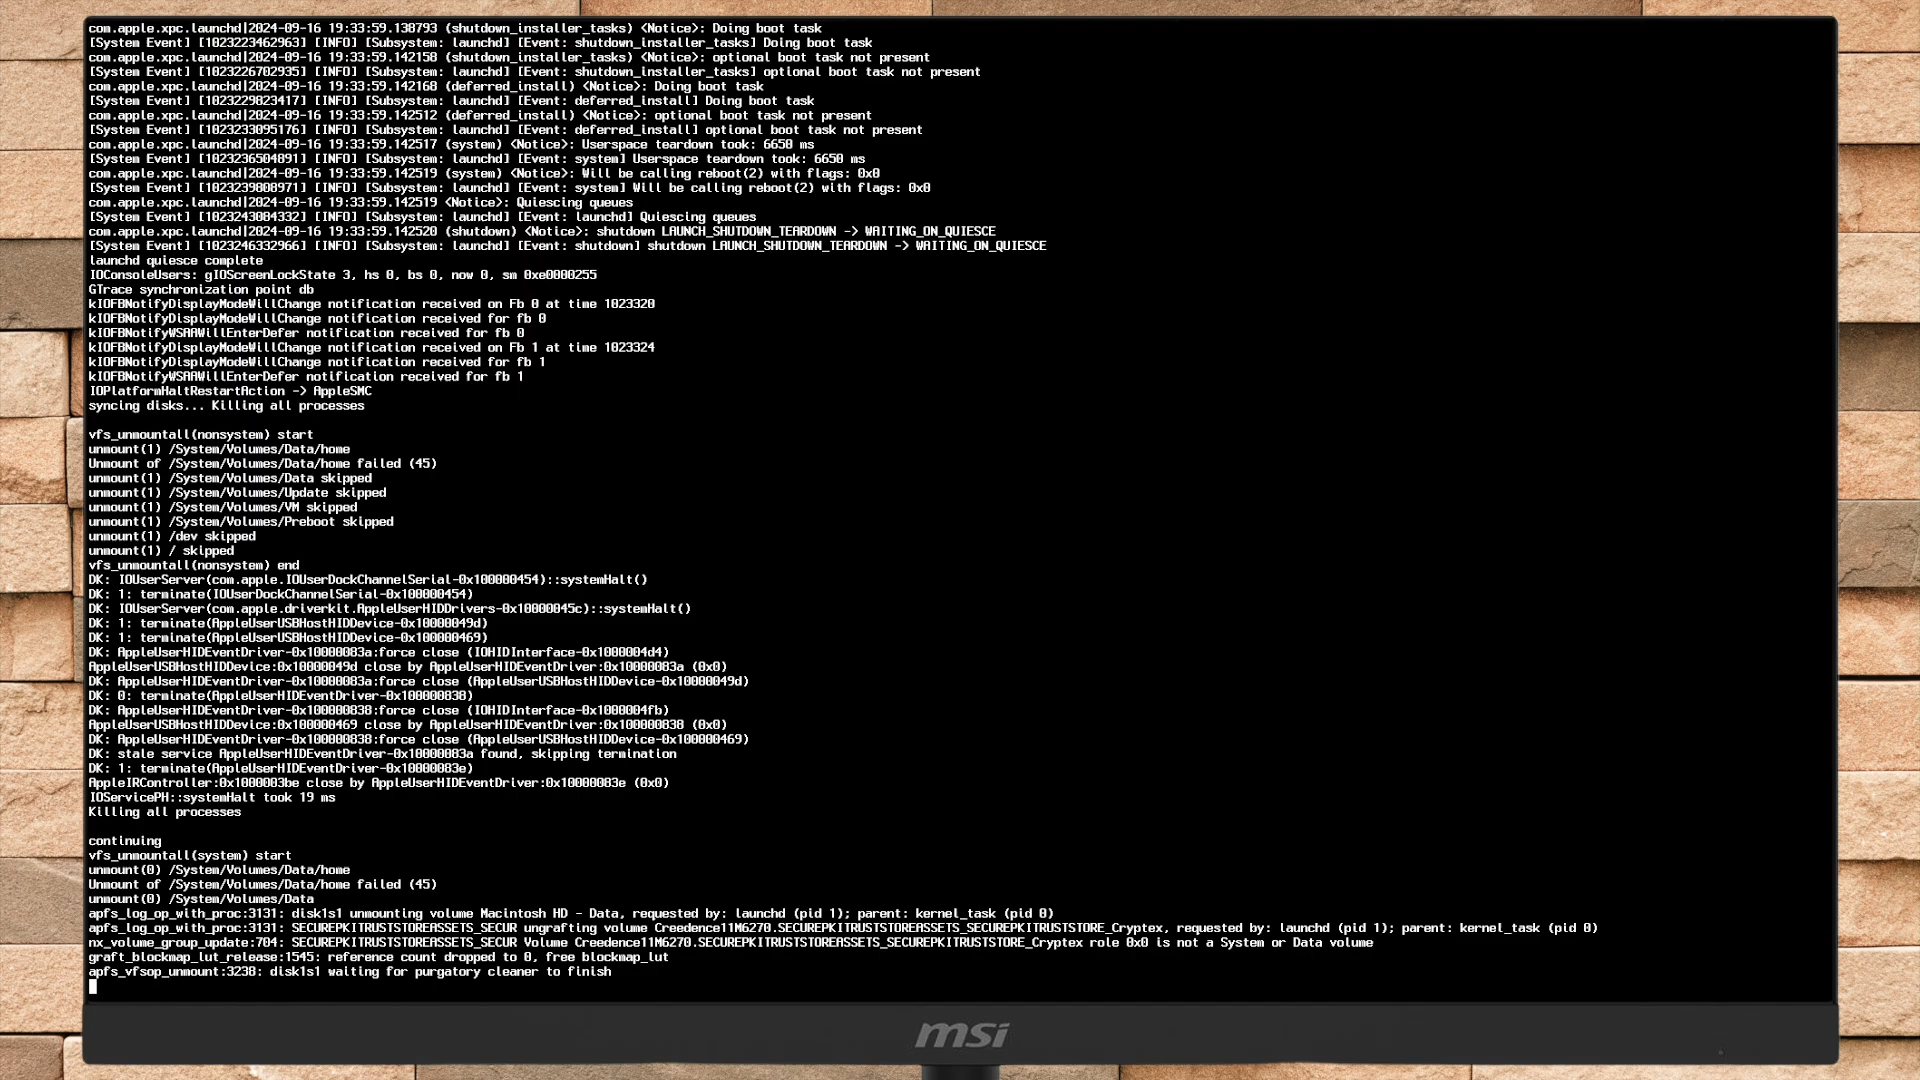 com.apple.xpc.launchd|2024-09-16 19:33:59.138793 (shutdown_installer_tasks) <Notice>: Doing boot task
[System Event] [1023223462963] [INFO] [Subsystem: launchd] [Event: shutdown_installer_tasks] Doing boot task
com.apple.xpc.launchd|2024-09-16 19:33:59.142158 (shutdown_installer_tasks) <Notice>: optional boot task not present
[System Event] [1023226702935] [INFO] [Subsystem: launchd] [Event: shutdown_installer_tasks] optional boot task not present
com.apple.xpc.launchd|2024-09-16 19:33:59.142168 (deferred_install) <Notice>: Doing boot task
[System Event] [1023229823417] [INFO] [Subsystem: launchd] [Event: deferred_install] Doing boot task
com.apple.xpc.launchd|2024-09-16 19:33:59.142512 (deferred_install) <Notice>: optional boot task not present
[System Event] [1023233095176] [INFO] [Subsystem: launchd] [Event: deferred_install] optional boot task not present
com.apple.xpc.launchd|2024-09-16 19:33:59.142517 (system) <Notice>: Userspace teardown took: 6650 ms
[System Event] [1023236504891] [INFO] [Subsystem: launchd] [Event: system] Userspace teardown took: 6650 ms
com.apple.xpc.launchd|2024-09-16 19:33:59.142519 (system) <Notice>: Will be calling reboot(2) with flags: 0x0
[System Event] [1023239808971] [INFO] [Subsystem: launchd] [Event: system] Will be calling reboot(2) with flags: 0x0
com.apple.xpc.launchd|2024-09-16 19:33:59.142519 <Notice>: Quiescing queues
[System Event] [1023243084332] [INFO] [Subsystem: launchd] [Event: launchd] Quiescing queues
com.apple.xpc.launchd|2024-09-16 19:33:59.142520 (shutdown) <Notice>: shutdown LAUNCH_SHUTDOWN_TEARDOWN -> WAITING_ON_QUIESCE
[System Event] [1023246332966] [INFO] [Subsystem: launchd] [Event: shutdown] shutdown LAUNCH_SHUTDOWN_TEARDOWN -> WAITING_ON_QUIESCE
launchd quiesce complete
IOConsoleUsers: gIOScreenLockState 3, hs 0, bs 0, now 0, sm 0xe0000255
GTrace synchronization point db
kIOFBNotifyDisplayModeWillChange notification received on Fb 0 at time 1023320
kIOFBNotifyDisplayModeWillChange notification received for fb 0
kIOFBNotifyWSAAWillEnterDefer notification received for fb 0
kIOFBNotifyDisplayModeWillChange notification received on Fb 1 at time 1023324
kIOFBNotifyDisplayModeWillChange notification received for fb 1
kIOFBNotifyWSAAWillEnterDefer notification received for fb 1
IOPlatformHaltRestartAction -> AppleSMC
syncing disks... Killing all processes
vfs_unmountall(nonsystem) start
unmount(1) /System/Volumes/Data/home
Unmount of /System/Volumes/Data/home failed (45)
unmount(1) /System/Volumes/Data skipped
unmount(1) /System/Volumes/Update skipped
unmount(1) /System/Volumes/VM skipped
unmount(1) /System/Volumes/Preboot skipped
unmount(1) /dev skipped
unmount(1) / skipped
vfs_unmountall(nonsystem) end
DK: IOUserServer(com.apple.IOUserDockChannelSerial-0x100000454)::systemHalt()
DK: 1: terminate(IOUserDockChannelSerial-0x100000454)
DK: IOUserServer(com.apple.driverkit.AppleUserHIDDrivers-0x10000045c)::systemHalt()
DK: 1: terminate(AppleUserUSBHostHIDDevice-0x10000049d)
DK: 1: terminate(AppleUserUSBHostHIDDevice-0x100000469)
DK: AppleUserHIDEventDriver-0x10000083a:force close (IOHIDInterface-0x1000004d4)
AppleUserUSBHostHIDDevice:0x10000049d close by AppleUserHIDEventDriver:0x10000083a (0x0)
DK: AppleUserHIDEventDriver-0x10000083a:force close (AppleUserUSBHostHIDDevice-0x10000049d)
DK: 0: terminate(AppleUserHIDEventDriver-0x100000838)
DK: AppleUserHIDEventDriver-0x100000838:force close (IOHIDInterface-0x1000004fb)
AppleUserUSBHostHIDDevice:0x100000469 close by AppleUserHIDEventDriver:0x100000838 (0x0)
DK: AppleUserHIDEventDriver-0x100000838:force close (AppleUserUSBHostHIDDevice-0x100000469)
DK: stale service AppleUserHIDEventDriver-0x10000083a found, skipping termination
DK: 1: terminate(AppleUserHIDEventDriver-0x10000083e)
AppleIRController:0x1000003be close by AppleUserHIDEventDriver:0x10000083e (0x0)
IOServicePH::systemHalt took 19 ms
Killing all processes
continuing
vfs_unmountall(system) start
unmount(0) /System/Volumes/Data/home
Unmount of /System/Volumes/Data/home failed (45)
unmount(0) /System/Volumes/Data
apfs_log_op_with_proc:3131: disk1s1 unmounting volume Macintosh HD - Data, requested by: launchd (pid 1); parent: kernel_task (pid 0)
apfs_log_op_with_proc:3131: SECUREPKITRUSTSTOREASSETS_SECUR ungrafting volume Creedence11M6270.SECUREPKITRUSTSTOREASSETS_SECUREPKITRUSTSTORE_Cryptex, requested by: launchd (pid 1); parent: kernel_task (pid 0)
nx_volume_group_update:704: SECUREPKITRUSTSTOREASSETS_SECUR Volume Creedence11M6270.SECUREPKITRUSTSTOREASSETS_SECUREPKITRUSTSTORE_Cryptex role 0x0 is not a System or Data volume
graft_blockmap_lut_release:1545: reference count dropped to 0, free blockmap_lut
apfs_vfsop_unmount:3238: disk1s1 waiting for purgatory cleaner to finish
msi